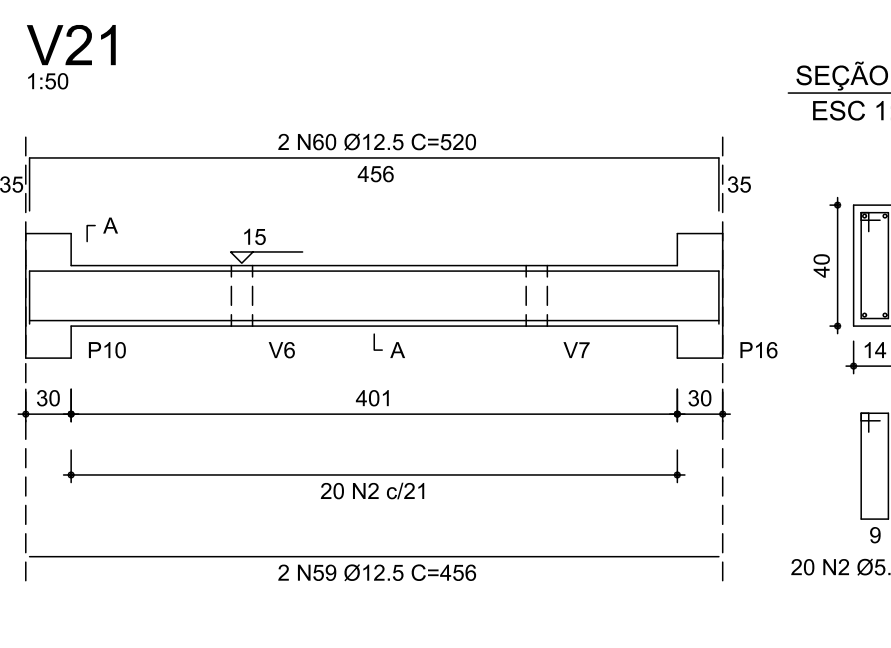 V21
1:50
SEÇÃO
ESC 1
2 N60 Ø12.5 C=520
456
35
35
A
15
40
P10
V6
A
V7
P16
14
30
401
30
20 N2 c/21
9
2 N59 Ø12.5 C=456
20 N2 Ø5.